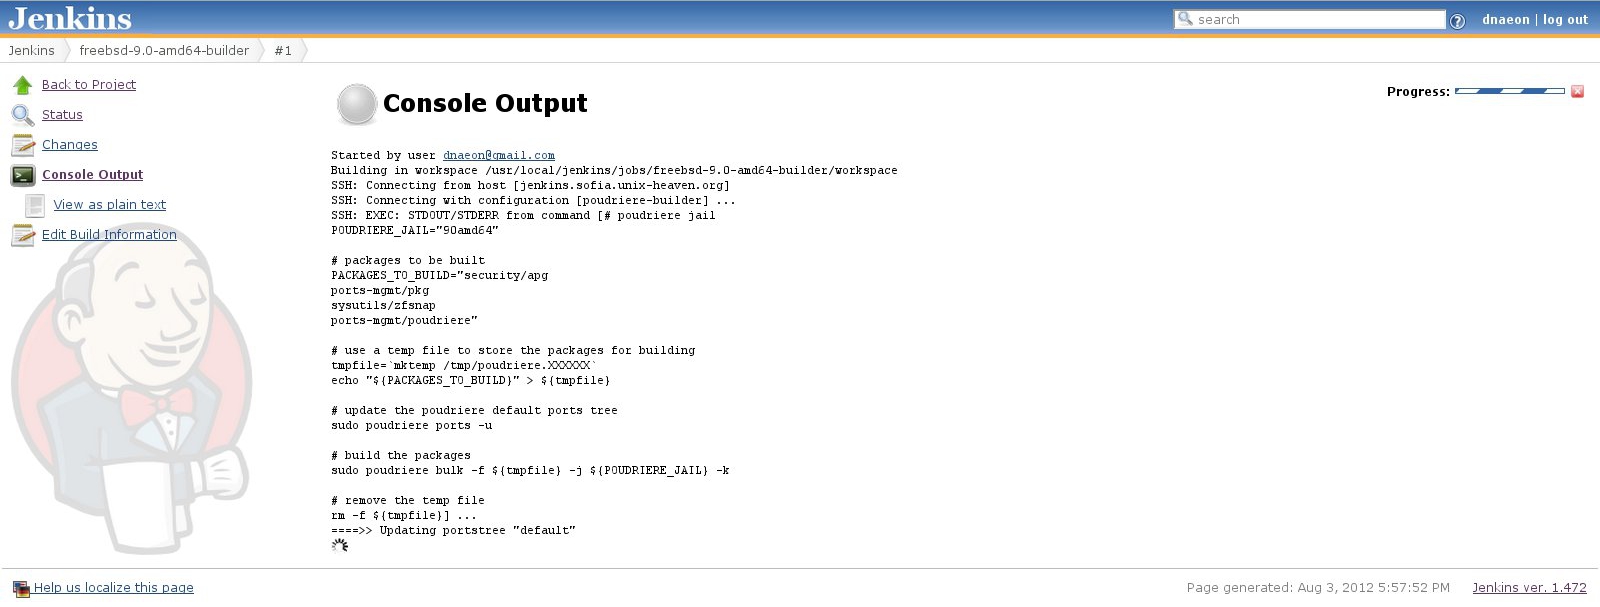 Jenkins
search
dnaeon | log out
Jenkins freebsd-9.0-amd64-builder #1
Back to Project
Status
Changes
Console Output
View as plain text
Edit Build Information
Console Output
Progress:
Started by user dnaeon@gmail.com
Building in workspace /usr/local/jenkins/jobs/freebsd-9.0-amd64-builder/workspace
SSH: Connecting from host [jenkins.sofia.unix-heaven.org]
SSH: Connecting with configuration [poudriere-builder] ...
SSH: EXEC: STDOUT/STDERR from command [# poudriere jail
POUDRIERE_JAIL="90amd64"
# packages to be built
PACKAGES_TO_BUILD="security/apg
ports-mgmt/pkg
sysutils/zfsnap
ports-mgmt/poudriere"
# use a temp file to store the packages for building
tmpfile=`mktemp /tmp/poudriere.XXXXXX`
echo "${PACKAGES_TO_BUILD}" > ${tmpfile}
# update the poudriere default ports tree
sudo poudriere ports -u
# build the packages
sudo poudriere bulk -f ${tmpfile} -j ${POUDRIERE_JAIL} -k
# remove the temp file
rm -f ${tmpfile}] ...
====>> Updating portstree "default"
Help us localize this page
Page generated: Aug 3, 2012 5:57:52 PM Jenkins ver. 1.472